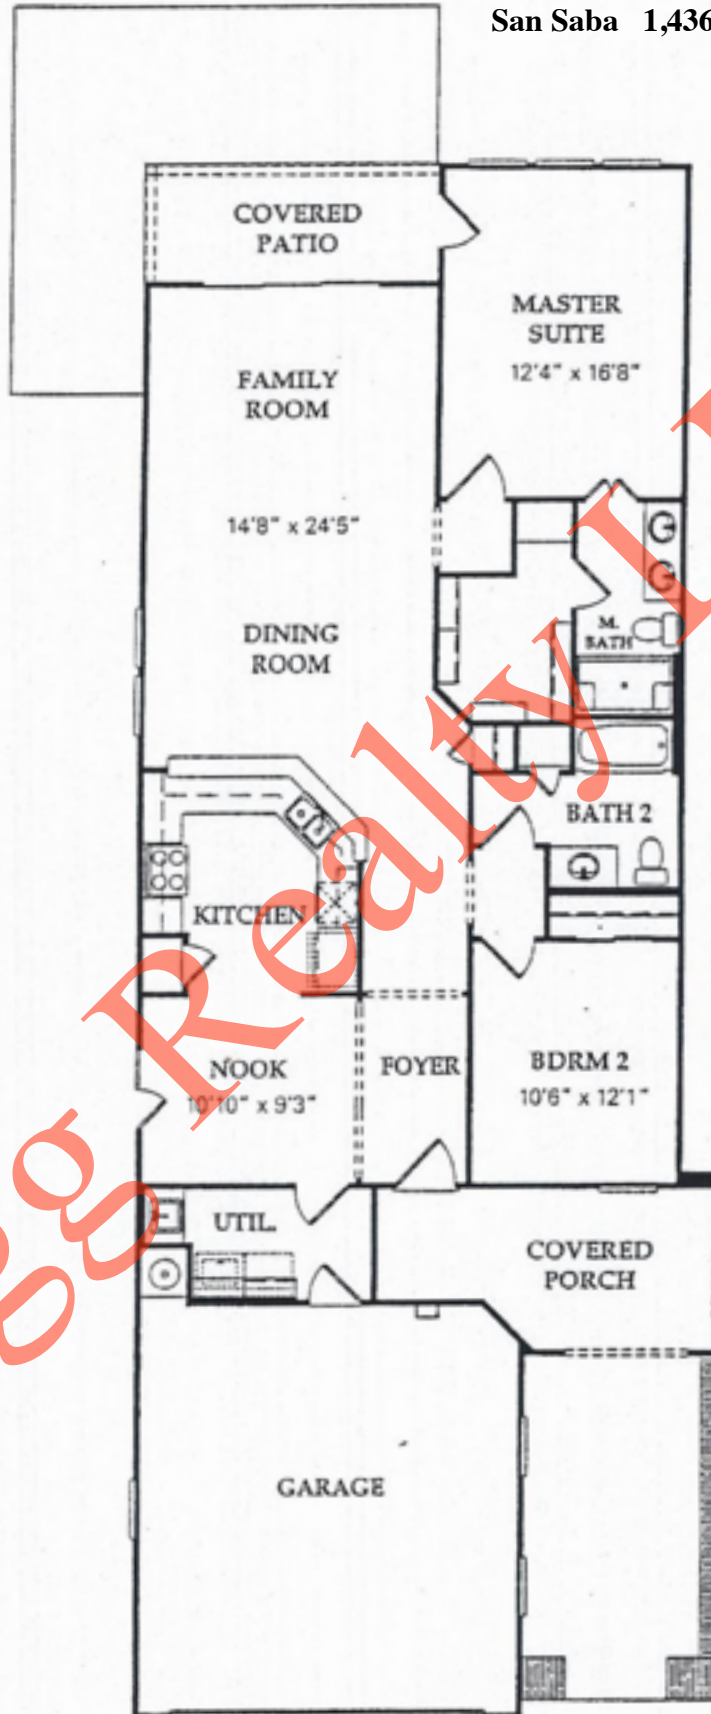 San Saba 1,436
COVERED
PATIO
MASTER
SUITE
12'4" x 16'8"
FAMILY
ROOM
14'8" x 24'5"
DINING
ROOM
M.
BATH
BATH 2
KITCHEN
NOOK
10'10" x 9'3"
FOYER
BDRM 2
10'6" x 12'1"
UTIL.
COVERED
PORCH
GARAGE
g Realty